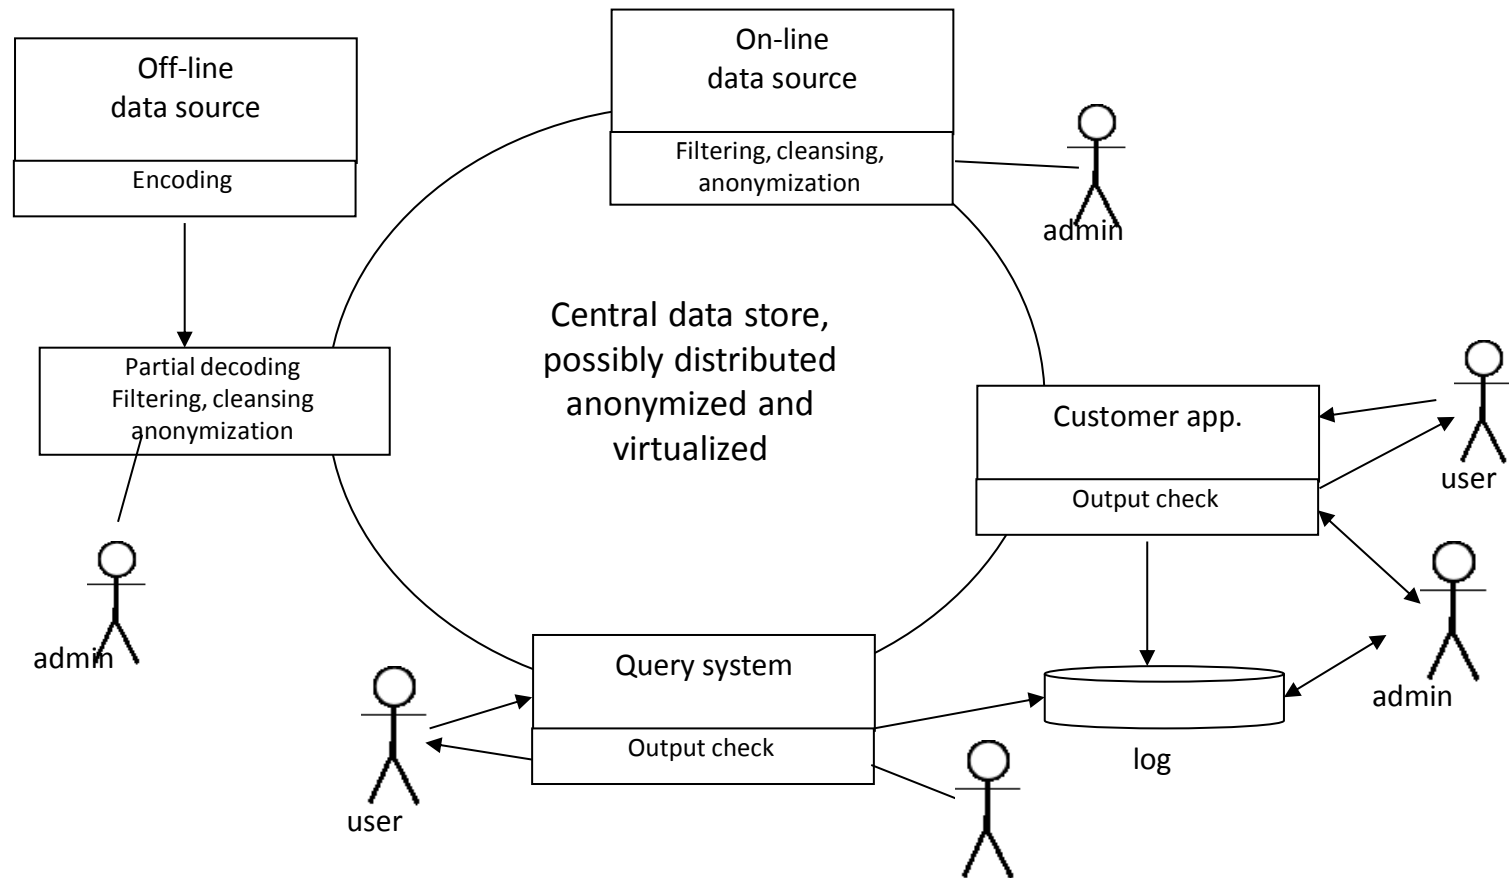 Off-line
data source
Encoding
On-line
data source
Filtering, cleansing,
anonymization
admin
Central data store,
possibly distributed
anonymized and
virtualized
Partial decoding
Filtering, cleansing
anonymization
admin
Customer app.
Output check
user
admin
Query system
Output check
user
log